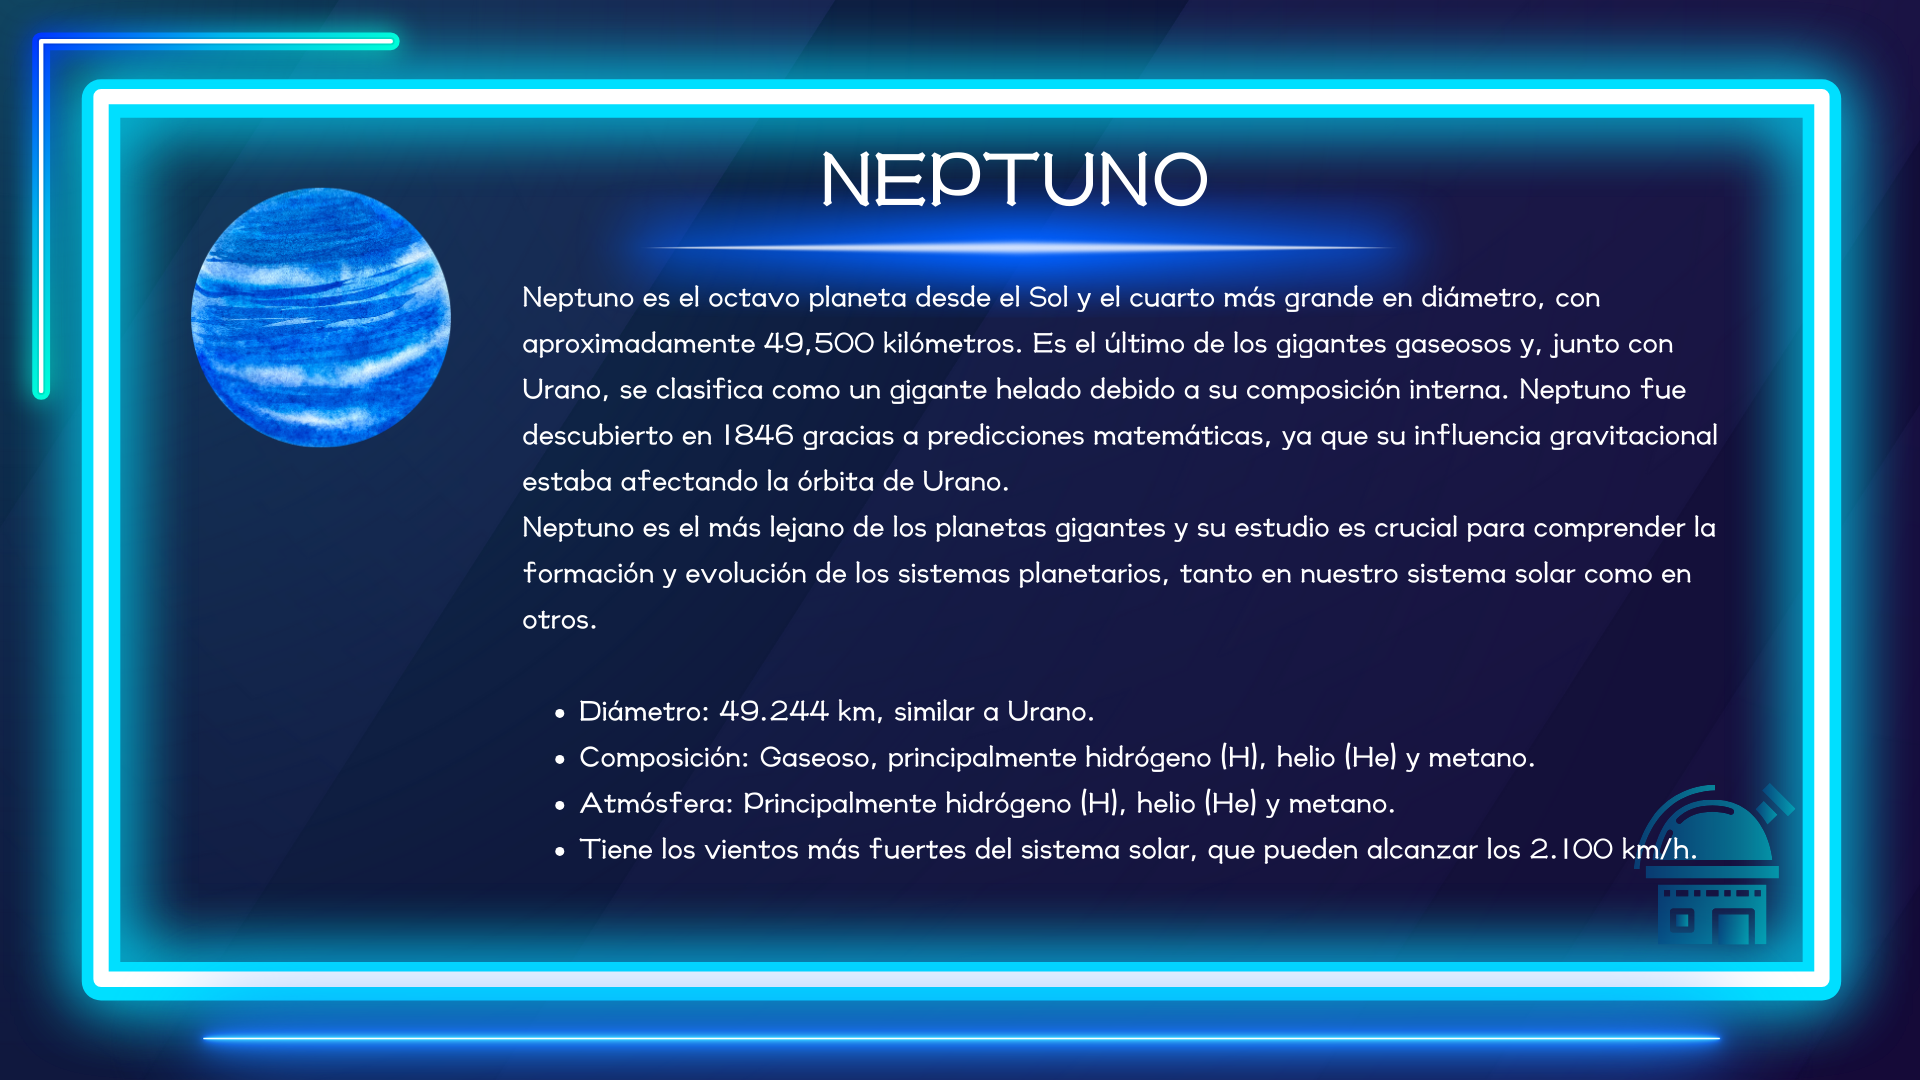 NEPTUNO
Neptuno es el octavo planeta desde el Sol y el cuarto más grande en diámetro, con
aproximadamente 49,500 kilómetros. Es el último de los gigantes gaseosos y, junto con
Urano, se clasifica como un gigante helado debido a su composición interna. Neptuno fue
descubierto en 1846 gracias a predicciones matemáticas, ya que su influencia gravitacional
estaba afectando la órbita de Urano.
Neptuno es el más lejano de los planetas gigantes y su estudio es crucial para comprender la
formación y evolución de los sistemas planetarios, tanto en nuestro sistema solar como en
otros.
• Diámetro: 49.244 km, similar a Urano.
• Composición: Gaseoso, principalmente hidrógeno (H), helio (He) y metano.
• Atmósfera: Principalmente hidrógeno (H), helio (He) y metano.
• Tiene los vientos más fuertes del sistema solar, que pueden alcanzar los 2.100 km/h.